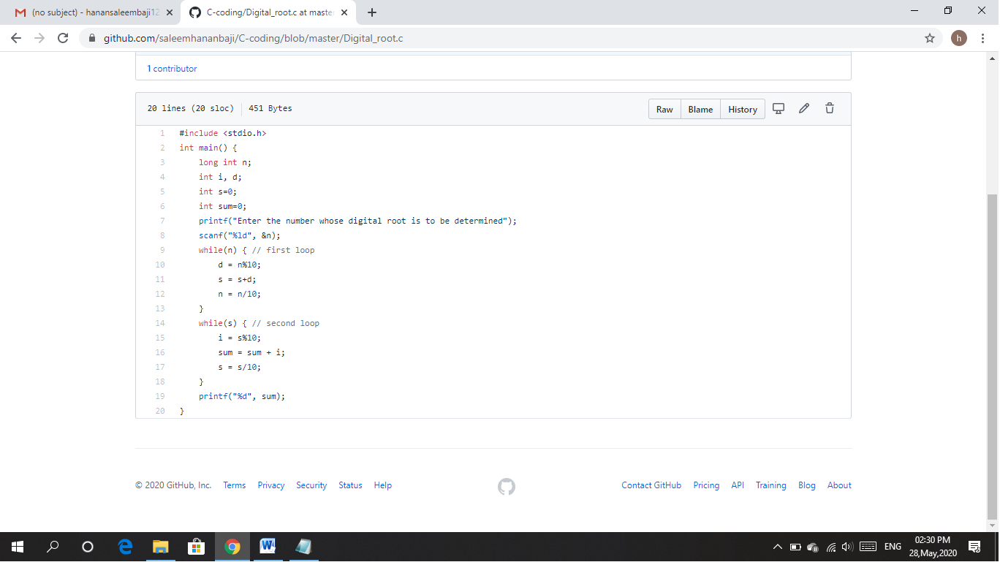 (no subject) - hanansaleembaji12
C-coding/Digital_root.c at master
github.com/saleemhananbaji/C-coding/blob/master/Digital_root.c
h
1 contributor
20 lines (20 sloc) 451 Bytes
Raw Blame History
1 #include <stdio.h>
2 int main() {
3 long int n;
4 int i, d;
5 int s=0;
6 int sum=0;
7 printf("Enter the number whose digital root is to be determined");
8 scanf("%ld", &n);
9 while(n) { // first loop
10 d = n%10;
11 s = s+d;
12 n = n/10;
13 }
14 while(s) { // second loop
15 i = s%10;
16 sum = sum + i;
17 s = s/10;
18 }
19 printf("%d", sum);
20 }
© 2020 GitHub, Inc. Terms Privacy Security Status Help Contact GitHub Pricing API Training Blog About
ENG
02:30 PM
28,May,2020